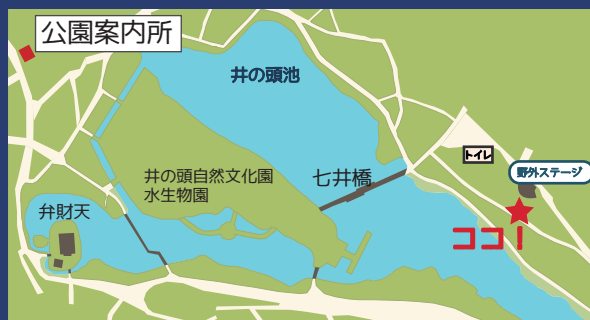 公園案内所
井の頭池
トイレ
野外ステージ
井の頭自然文化園
水生物園
七井橋
弁財天
ココ!